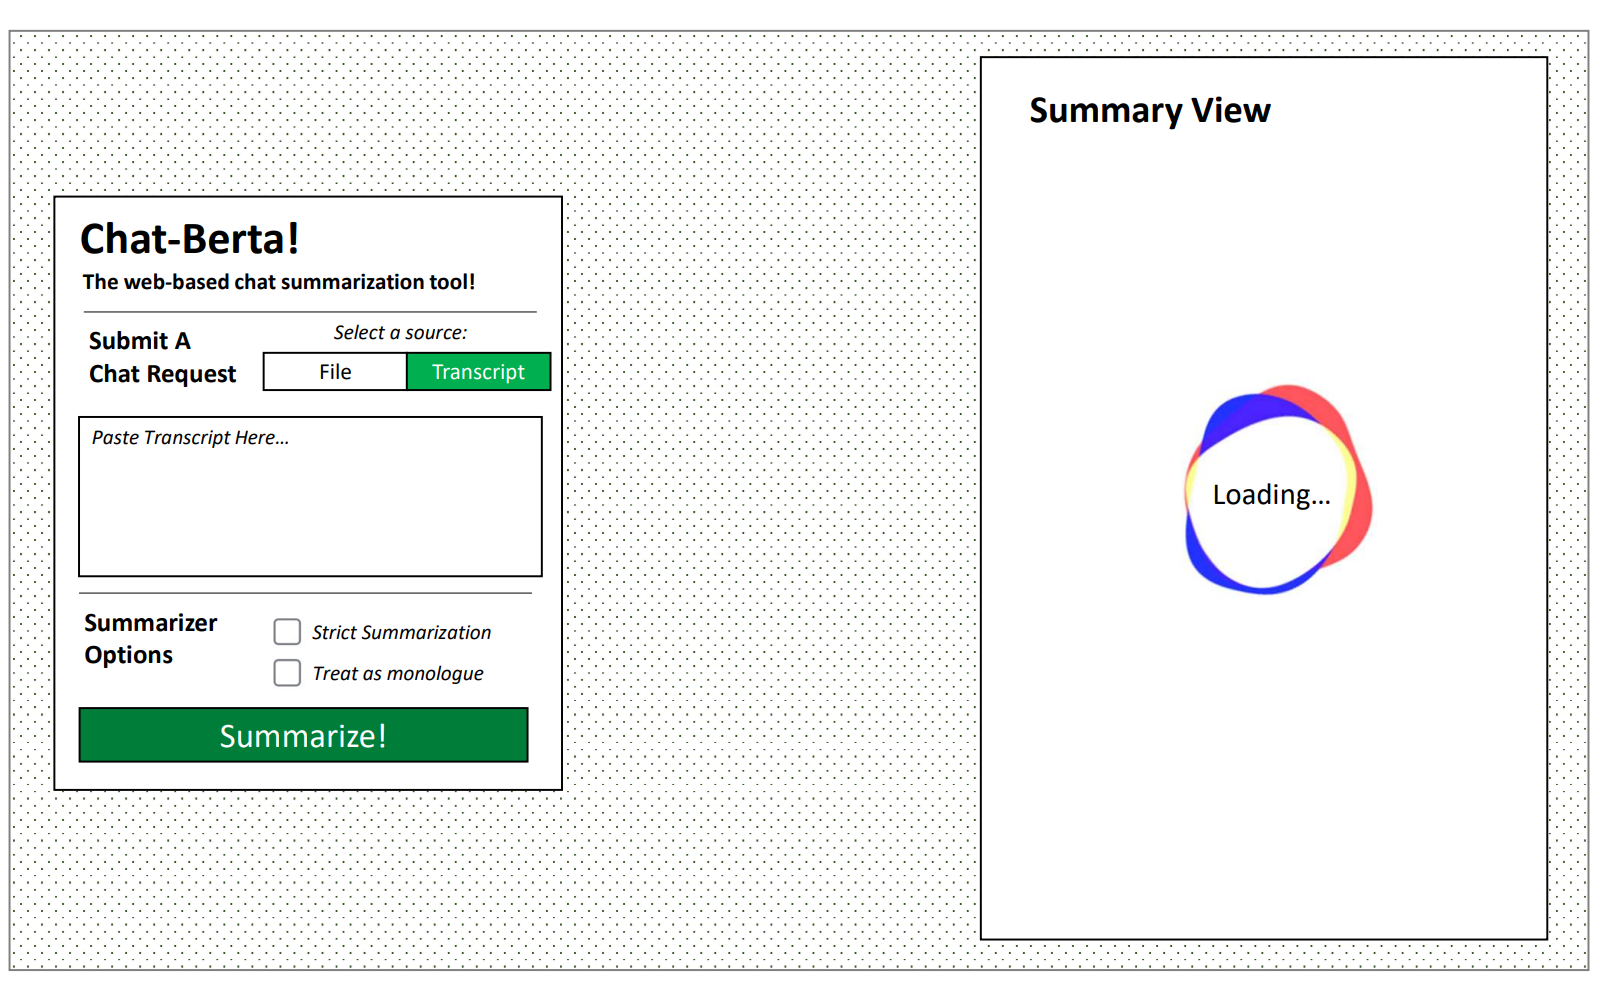 Chat-Berta!
The web-based chat summarization tool!
Submit A
Chat Request
Select a source:
File
Transcript
Paste Transcript Here...
Summarizer
Options
Strict Summarization
Treat as monologue
Summarize!
Summary View
Loading...